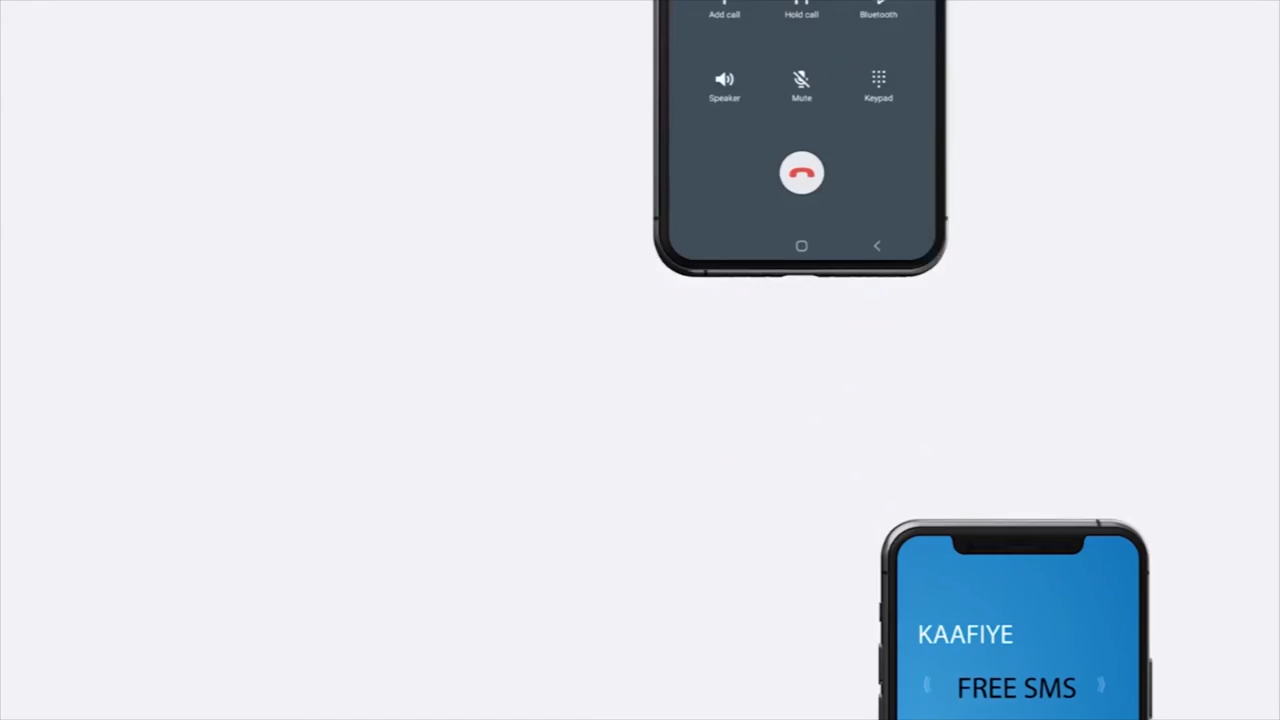 Add call Hold call Bluetooth
Speaker Mute Keypad
KAAFIYE
FREE SMS